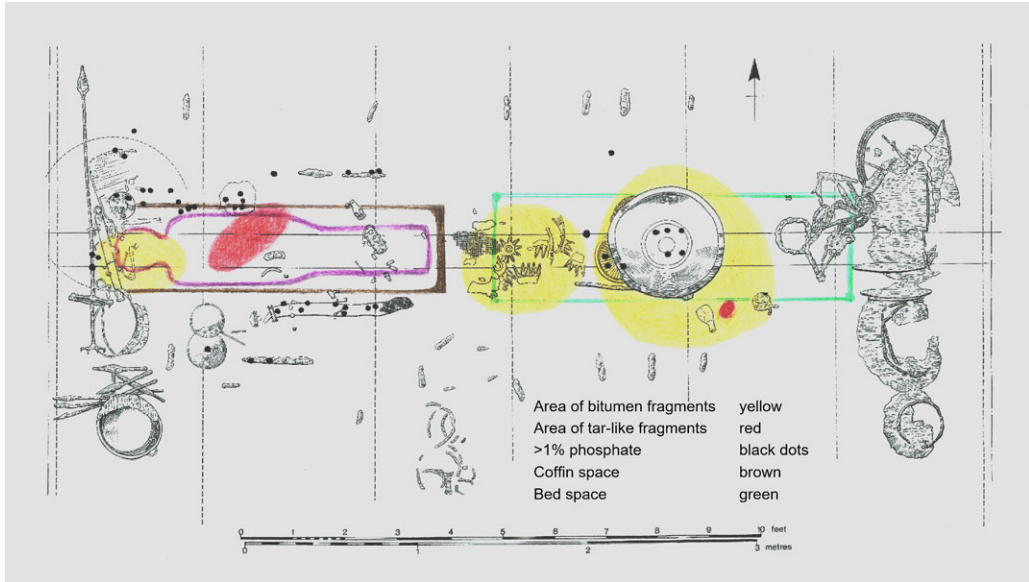 Area of bitumen fragments yellow
Area of tar-like fragments red
>1% phosphate black dots
Coffin space brown
Bed space green
0 1 2 3 4 5 6 7 8 9 10 feet
0 1 2 3 metres